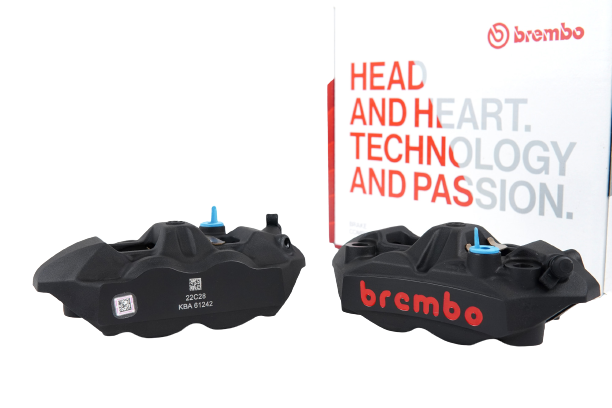 brembo
HEAD
AND HEART.
TECHNOLOGY
AND PASSION.
22C28
KBA 61242
brembo